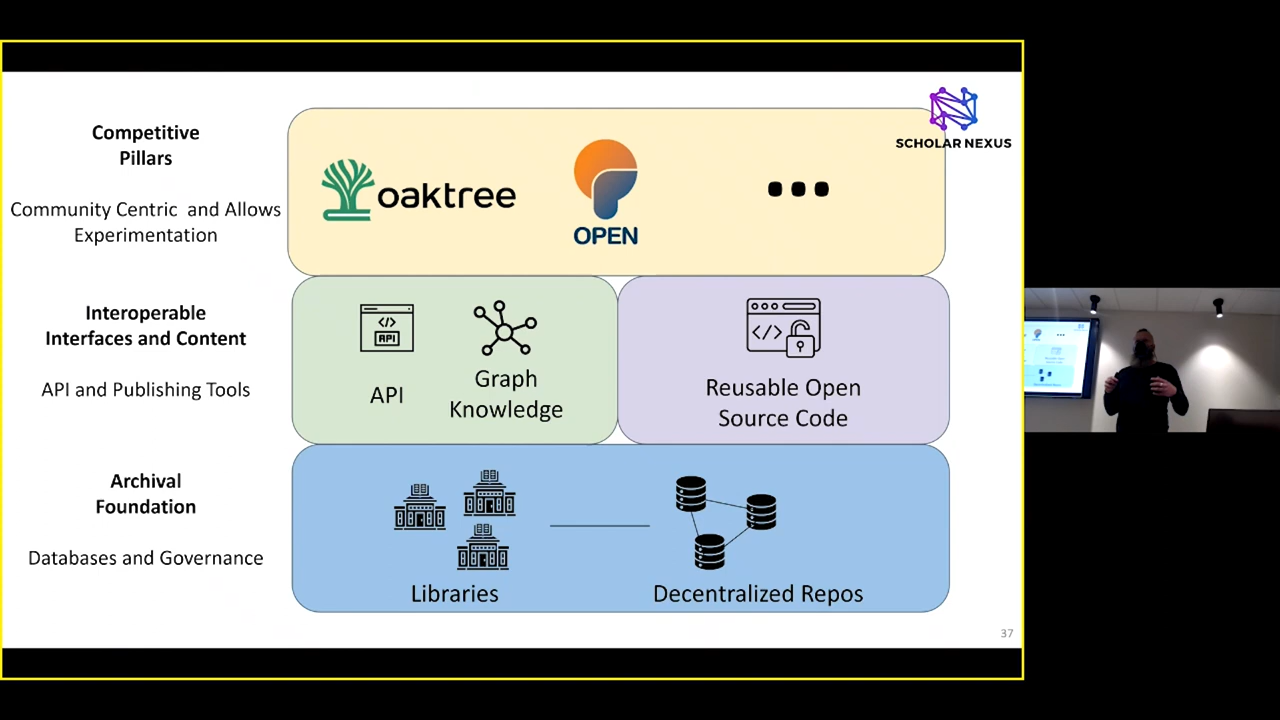 SCHOLAR NEXUS
Competitive
Pillars
Community Centric and Allows
Experimentation
oaktree
OPEN
Interoperable
Interfaces and Content
API and Publishing Tools
</>
API
API
Graph
Knowledge
</>
Reusable Open
Source Code
Archival
Foundation
Databases and Governance
Libraries
Decentralized Repos
37